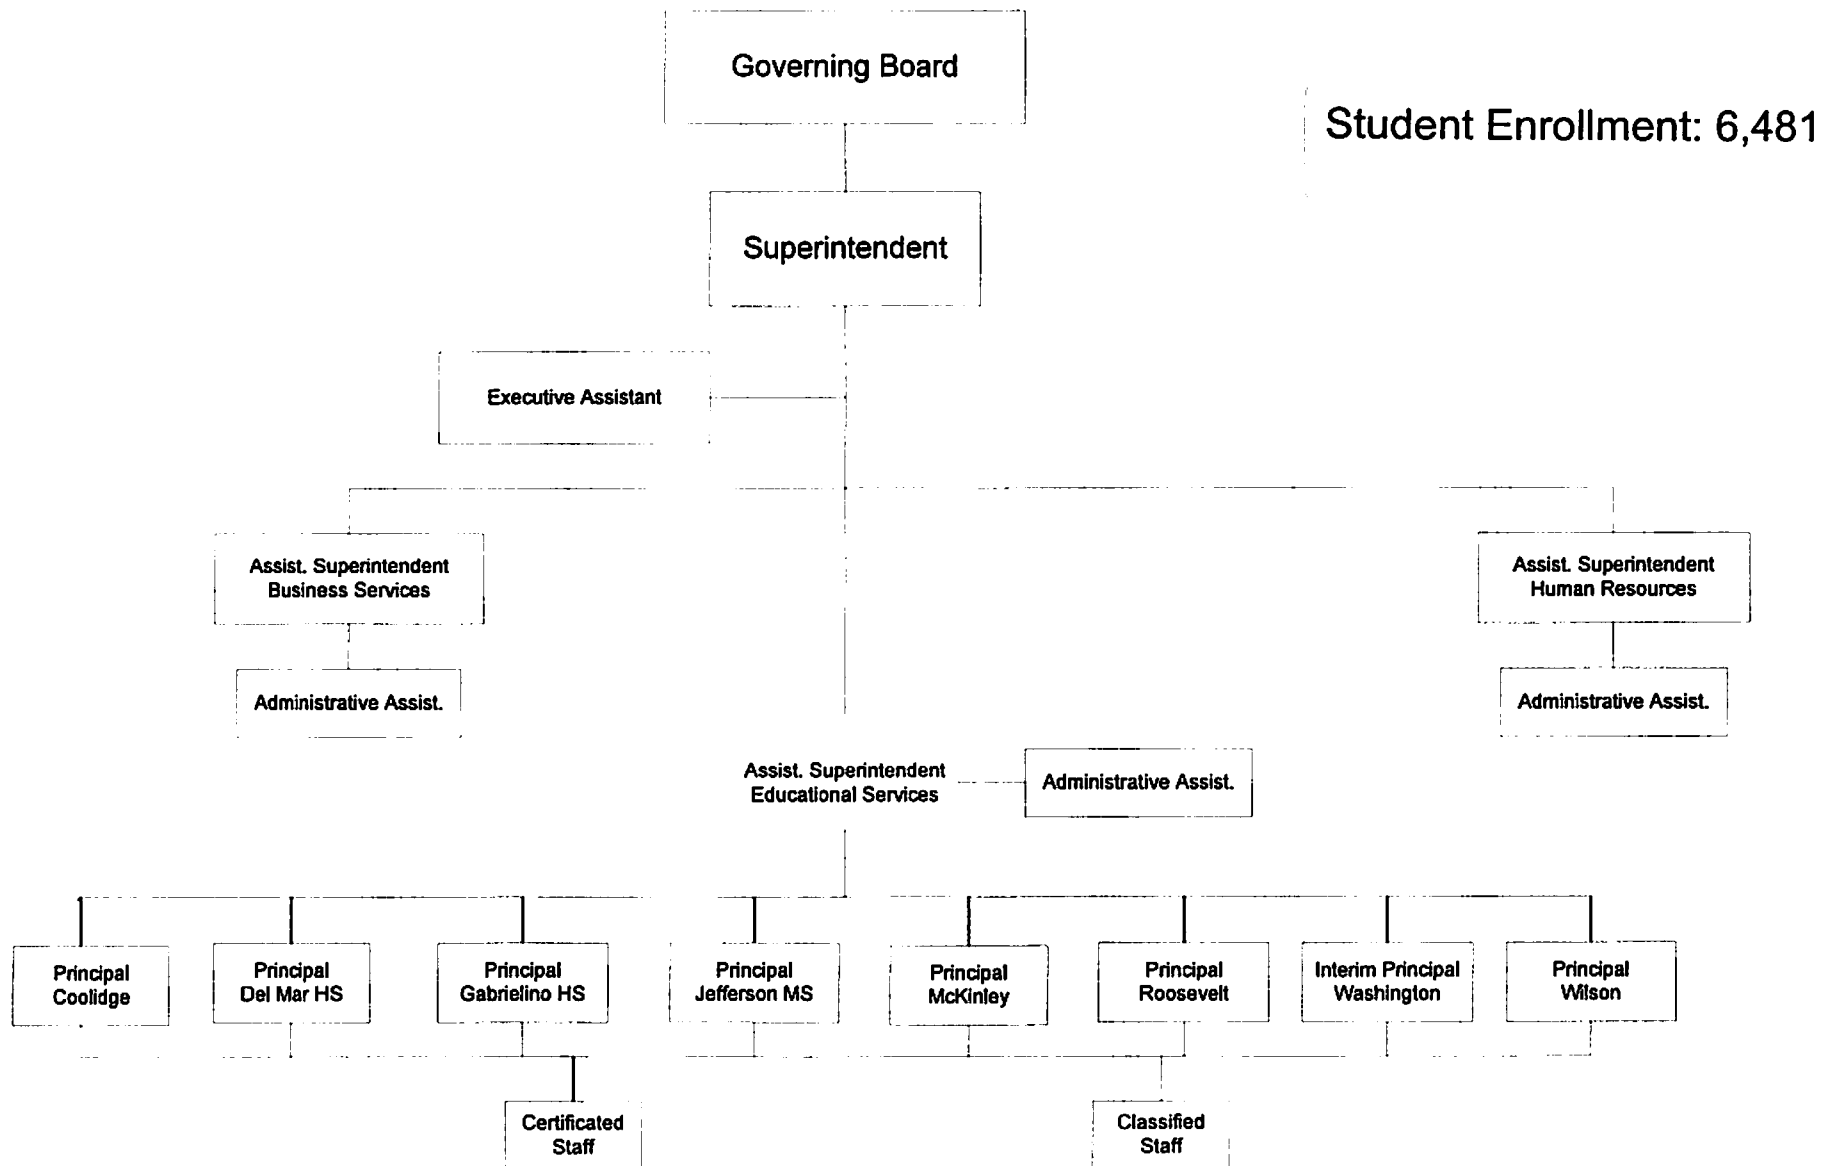 Governing Board
Student Enrollment: 6,481
Superintendent
Executive Assistant
Assist. Superintendent
Business Services
Assist. Superintendent
Human Resources
Administrative Assist.
Administrative Assist.
Assist. Superintendent
Educational Services
Administrative Assist.
Principal
Coolidge
Principal
Del Mar HS
Principal
Gabrielino HS
Principal
Jefferson MS
Principal
McKinley
Principal
Roosevelt
Interim Principal
Washington
Principal
Wilson
Certificated
Staff
Classified
Staff